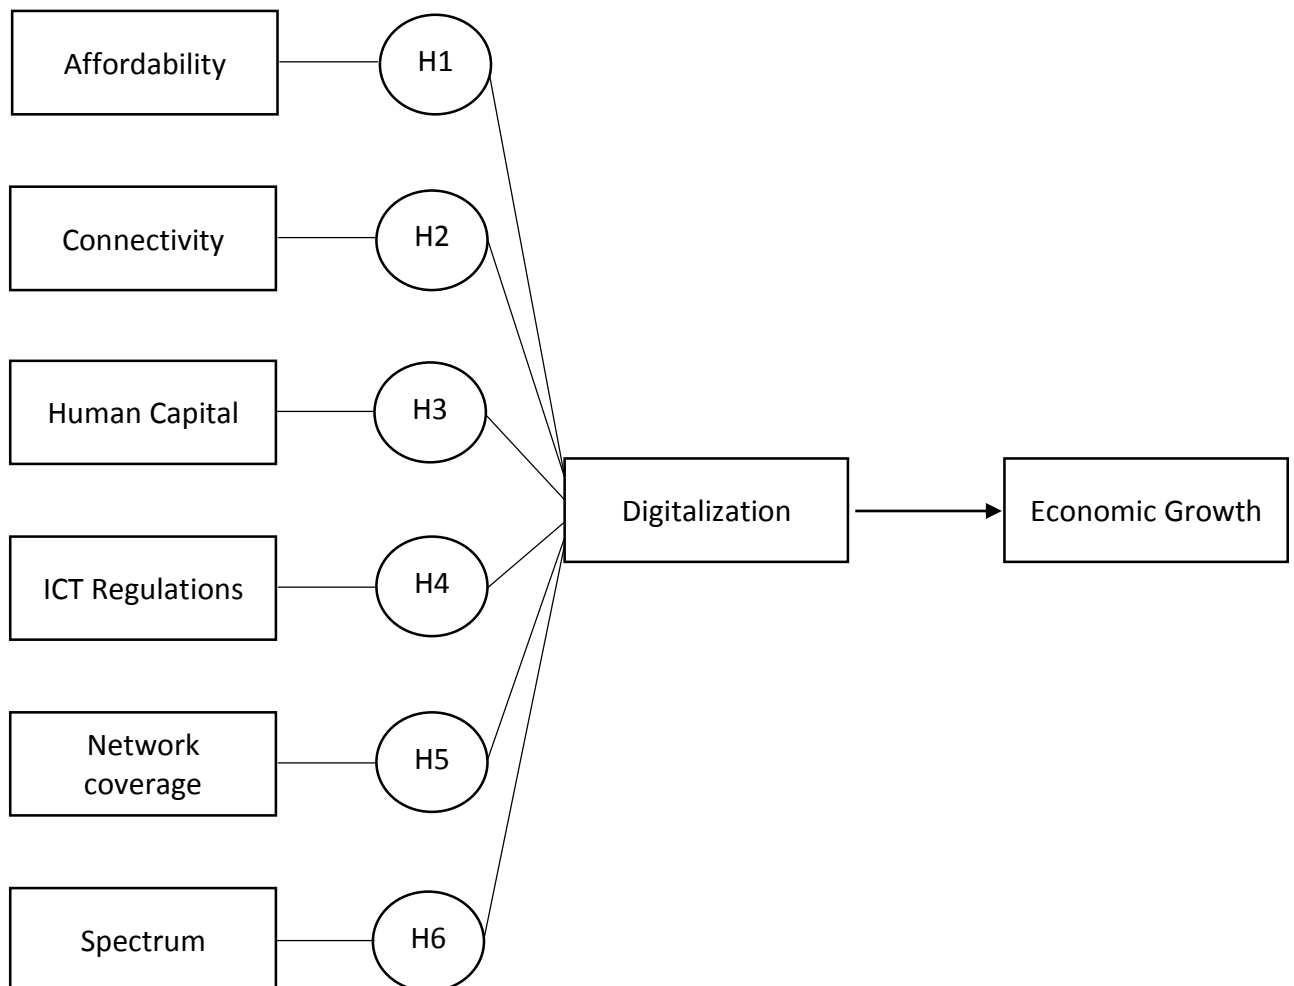 Affordability
H1
Connectivity
H2
Human Capital
H3
Digitalization
Economic Growth
ICT Regulations
H4
Network
coverage
H5
Spectrum
H6